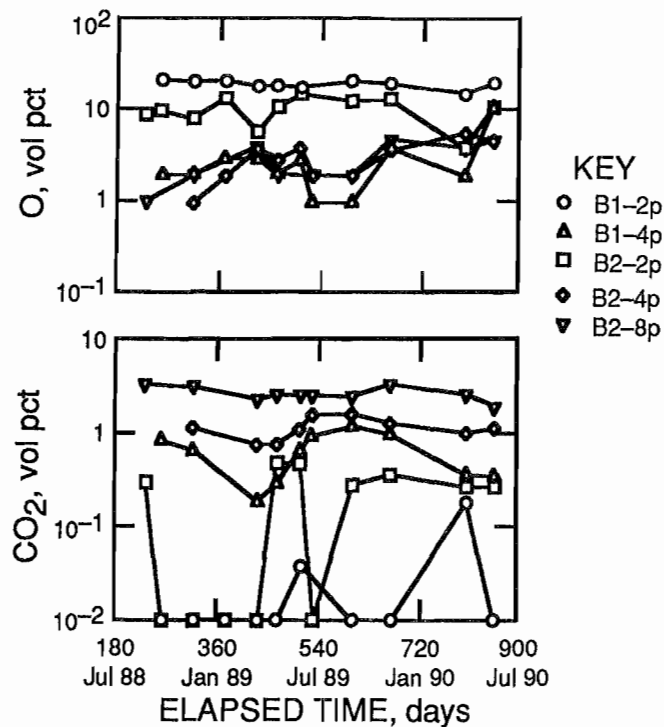 10²
10
1
10⁻¹
O, vol pct
KEY
B1–2p
B1–4p
B2–2p
B2–4p
B2–8p
10
1
10⁻¹
10⁻²
CO₂, vol pct
180 360 540 720 900
Jul 88 Jan 89 Jul 89 Jan 90 Jul 90
ELAPSED TIME, days